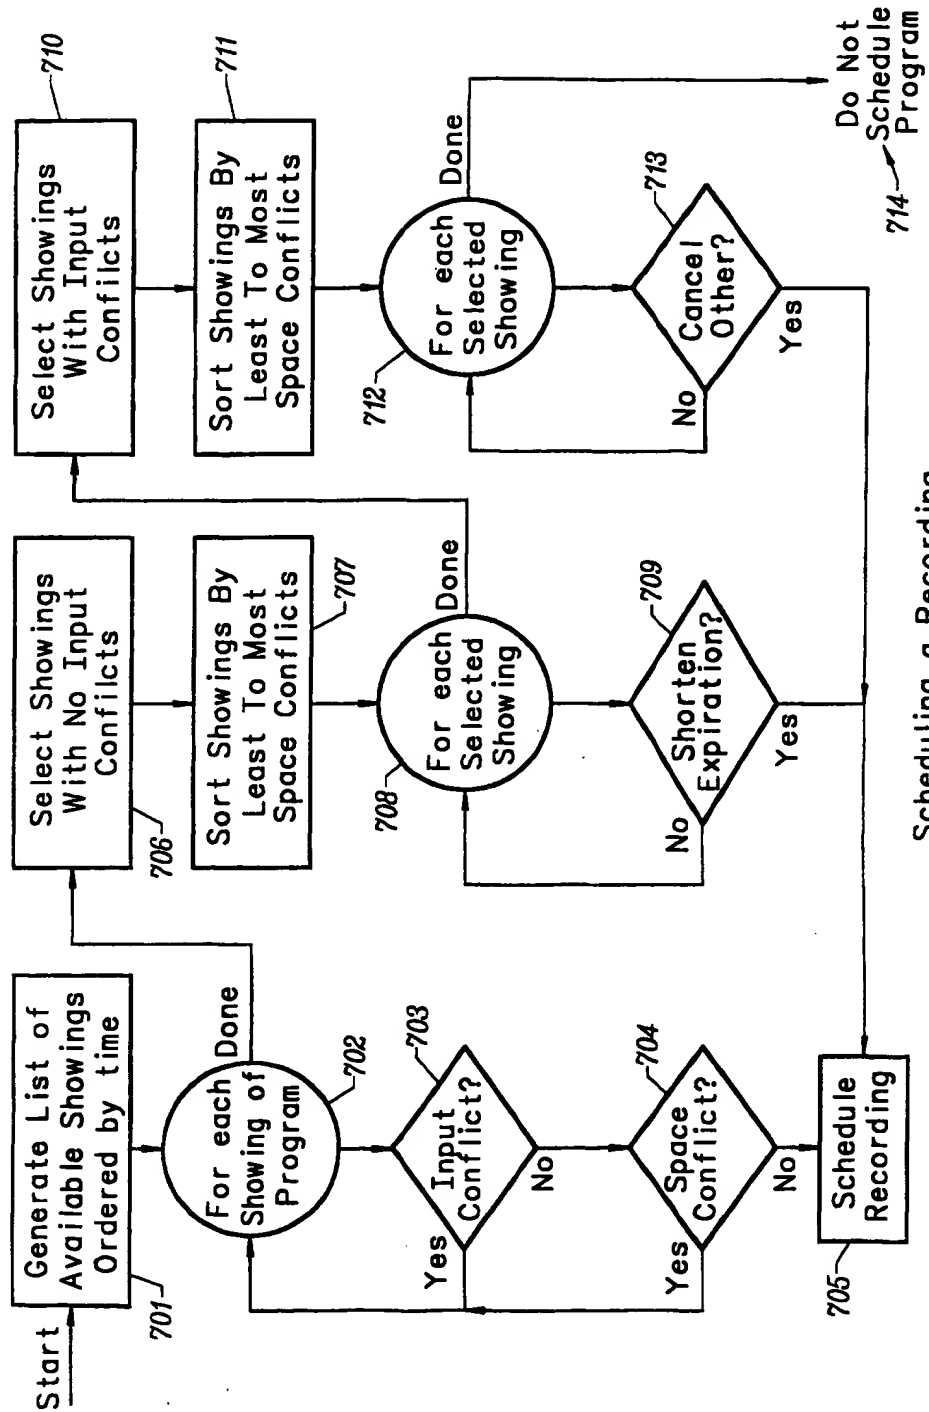 Start
Generate List of
Available Showings
Ordered by time
701
For each
Showing of
Program
702
Done
Input
Conflict?
703
Yes
No
Space
Conflict?
704
Yes
No
Schedule
Recording
705
Select Showings
With No Input
Confilcts
706
Sort Showings By
Least To Most
Space Conflicts
707
For each
Selected
Showing
708
Done
Shorten
Expiration?
709
No
Yes
Select Showings
With Input
Confilcts
710
Sort Showings By
Least To Most
Space Conflicts
711
For each
Selected
Showing
712
Done
Cancel
Other?
713
No
Yes
Do Not
Schedule
Program
714
Scheduling a Recording